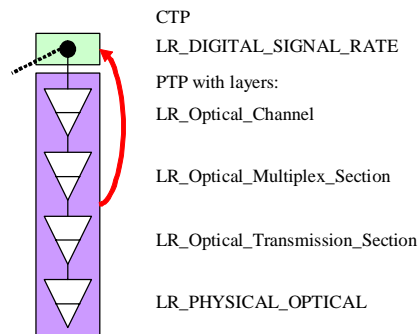 CTP
LR_DIGITAL_SIGNAL_RATE
PTP with layers:
LR_Optical_Channel
LR_Optical_Multiplex_Section
LR_Optical_Transmission_Section
LR_PHYSICAL_OPTICAL